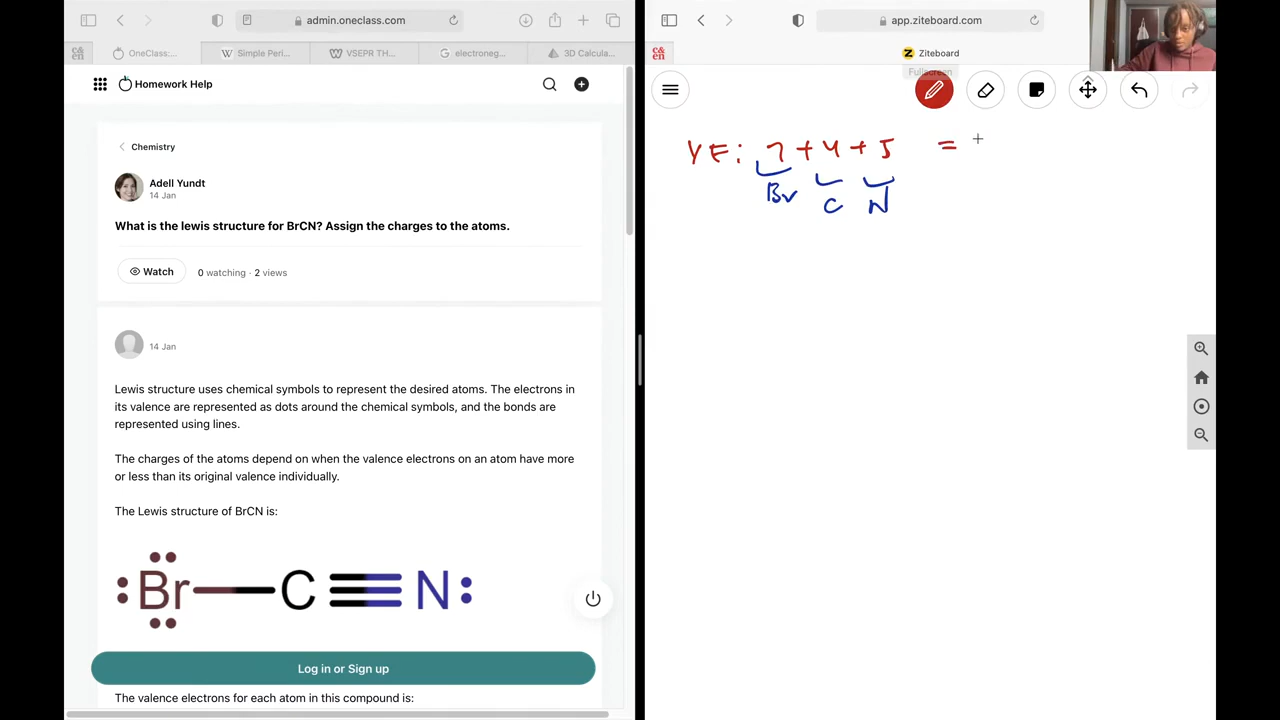 admin.oneclass.com
OneClass:...
Simple Peri...
VSEPR TH...
electroneg...
3D Calcula...
Homework Help
Chemistry
Adell Yundt
14 Jan
What is the lewis structure for BrCN? Assign the charges to the atoms.
Watch
0 watching · 2 views
14 Jan
Lewis structure uses chemical symbols to represent the desired atoms. The electrons in
its valence are represented as dots around the chemical symbols, and the bonds are
represented using lines.
The charges of the atoms depend on when the valence electrons on an atom have more
or less than its original valence individually.
The Lewis structure of BrCN is:
Br C N
Log in or Sign up
The valence electrons for each atom in this compound is:
app.ziteboard.com
c&en
Ziteboard
Fullscreen
VE: 7 + 4 + 5 =
Br C N